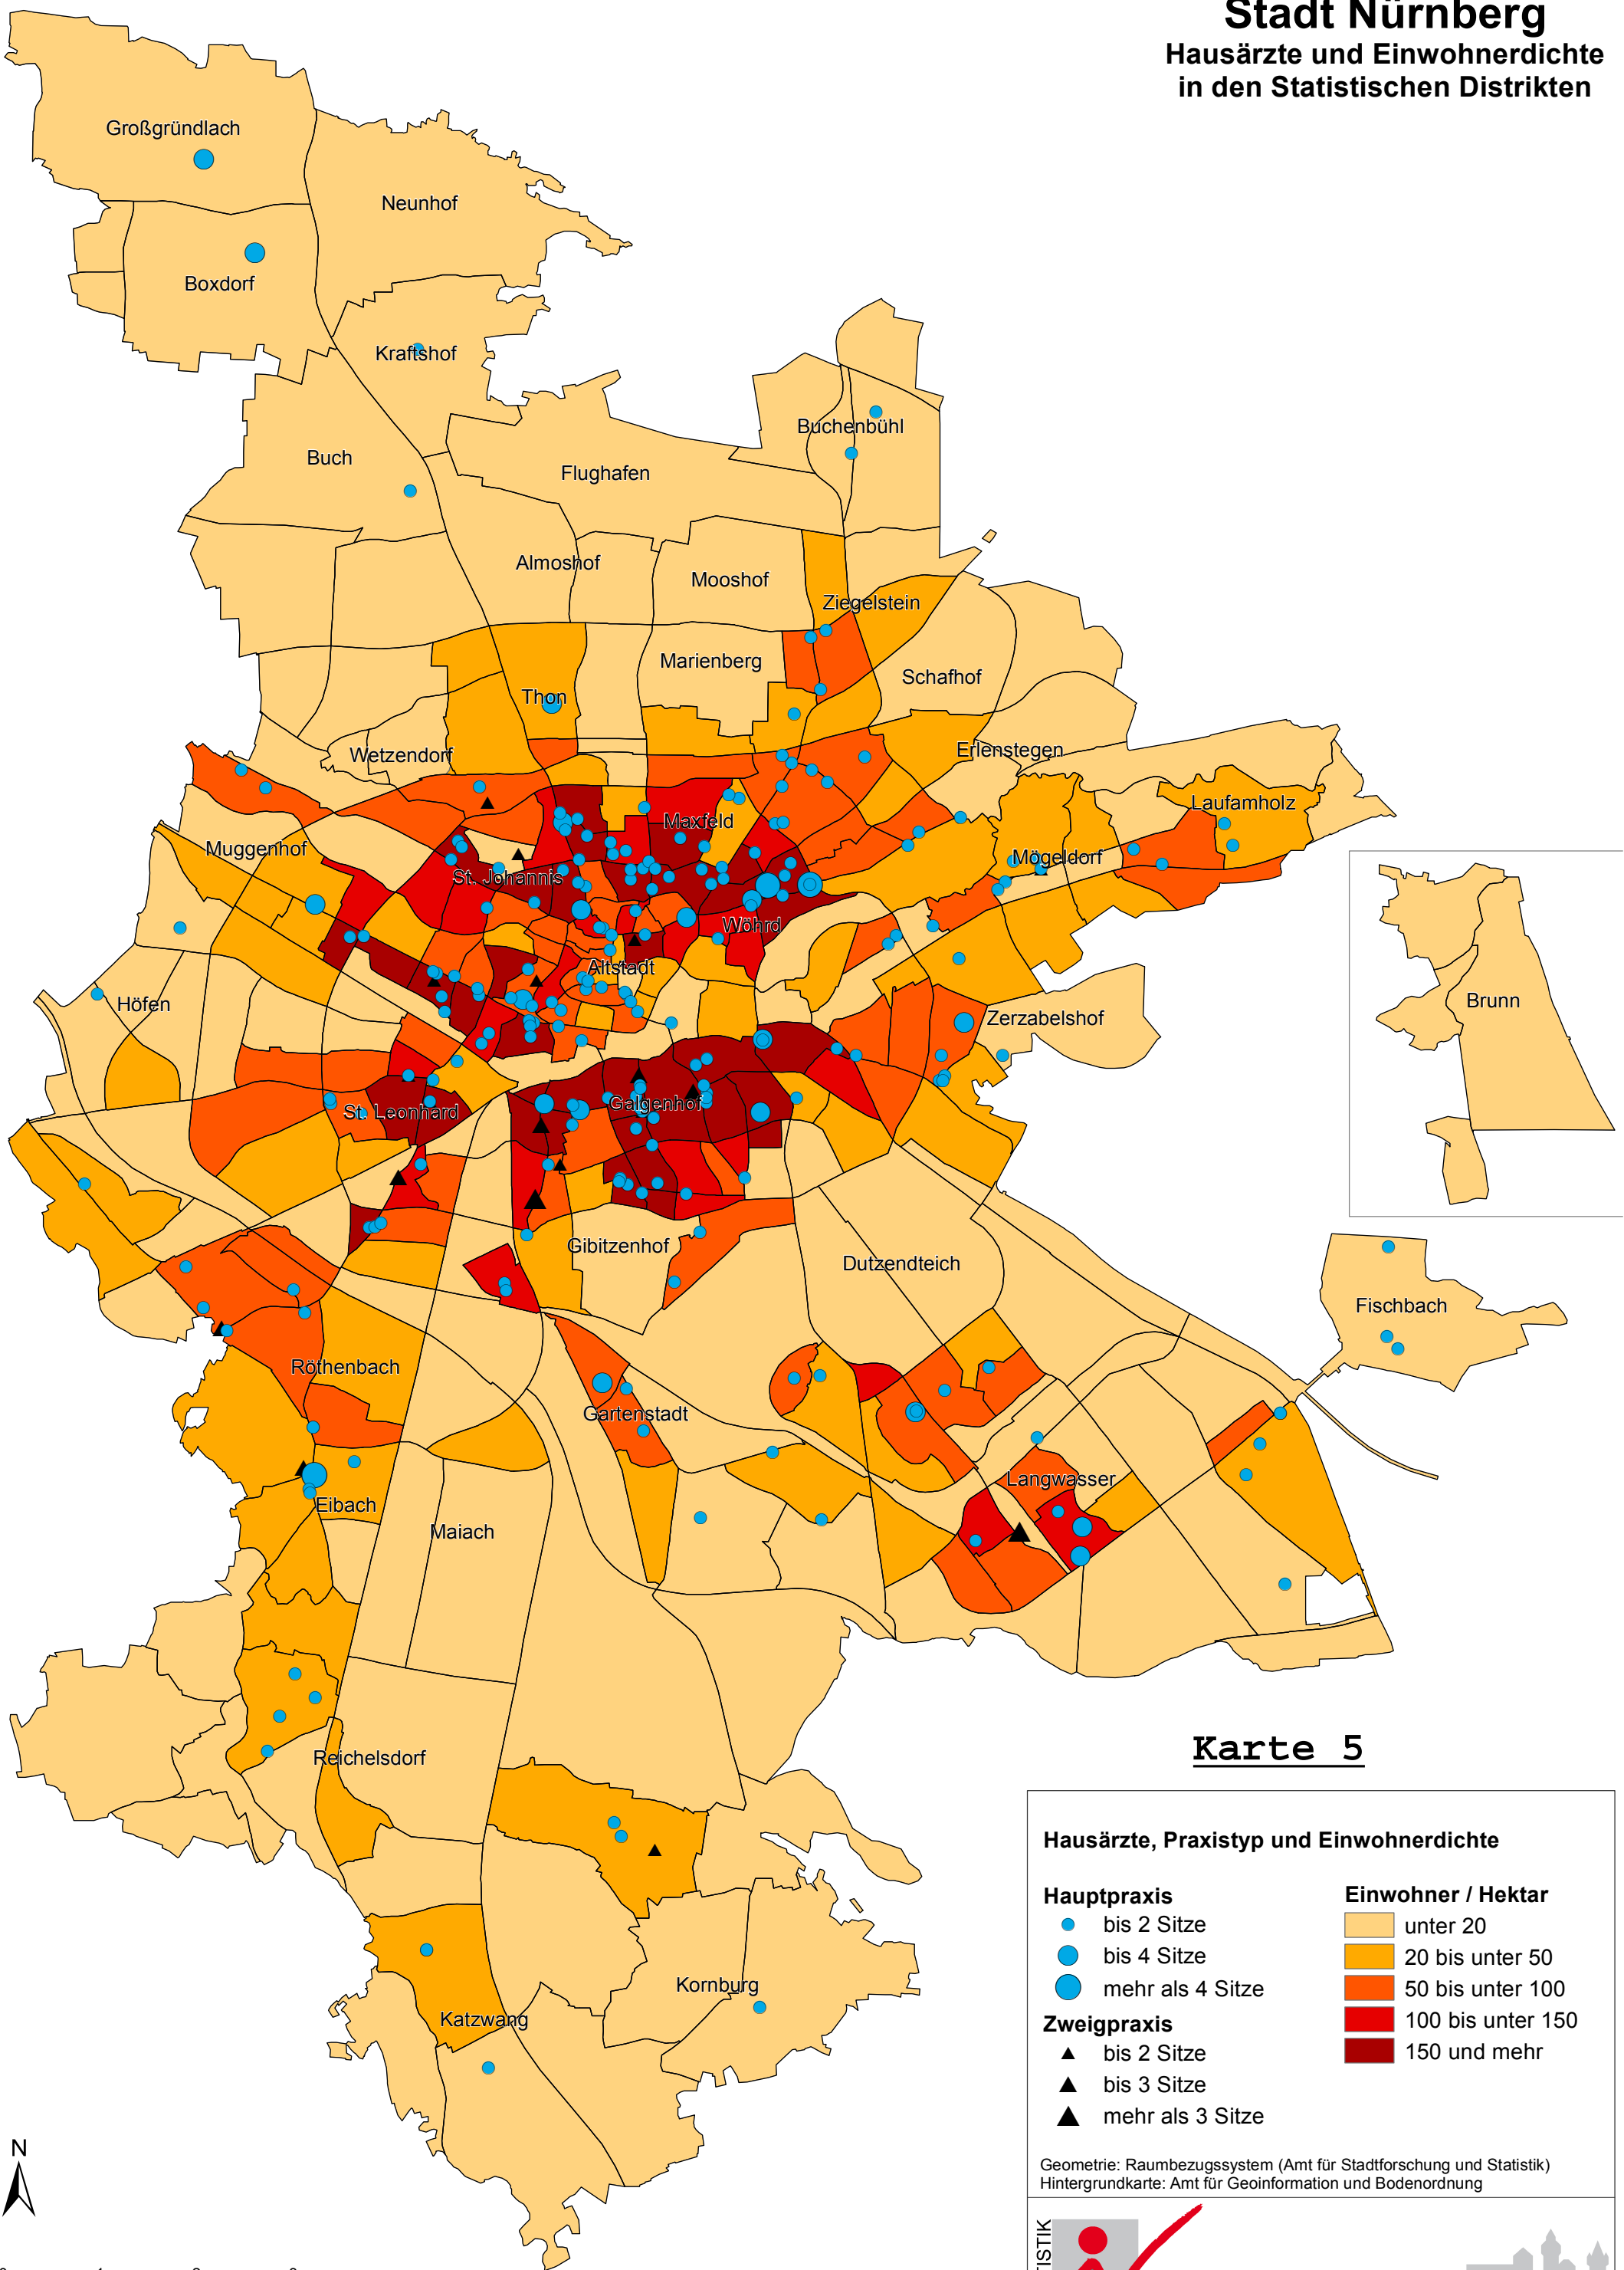 Stadt Nürnberg
Hausärzte und Einwohnerdichte
in den Statistischen Distrikten
Großgründlach
Neunhof
Boxdorf
Kraftshof
Buchenbühl
Buch
Flughafen
Almoshof
Mooshof
Ziegelstein
Marienberg
Schafhof
Thon
Wetzendorf
Erlenstegen
Laufamholz
Maxfeld
Muggenhof
Mögeldorf
St. Johannis
Wöhrd
Altstadt
Höfen
Brunn
Zerzabelshof
Galgenhof
St. Leonhard
Gibitzenhof
Dutzendteich
Fischbach
Röthenbach
Gartenstadt
Langwasser
Eibach
Maiach
Reichelsdorf
Kornburg
Katzwang
Karte 5
Hausärzte, Praxistyp und Einwohnerdichte
Hauptpraxis
bis 2 Sitze
bis 4 Sitze
mehr als 4 Sitze
Zweigpraxis
bis 2 Sitze
bis 3 Sitze
mehr als 3 Sitze
Einwohner / Hektar
unter 20
20 bis unter 50
50 bis unter 100
100 bis unter 150
150 und mehr
Geometrie: Raumbezugssystem (Amt für Stadtforschung und Statistik)
Hintergrundkarte: Amt für Geoinformation und Bodenordnung
N